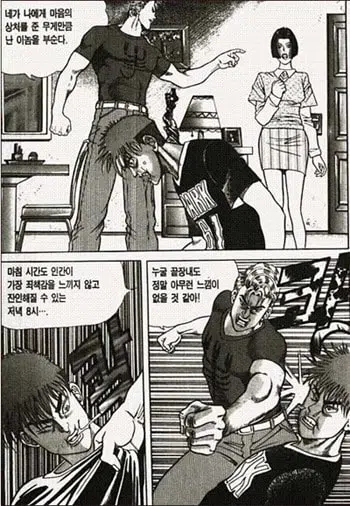 네가 나에게 마음의
상처를 준 무게만큼
난 이놈을 부순다.
마침 시간도 인간이
가장 죄책감을 느끼지 않고
잔인해질 수 있는
저녁 8시….
누굴 끝장내도
정말 아무런 느낌이
없을 것 같아!